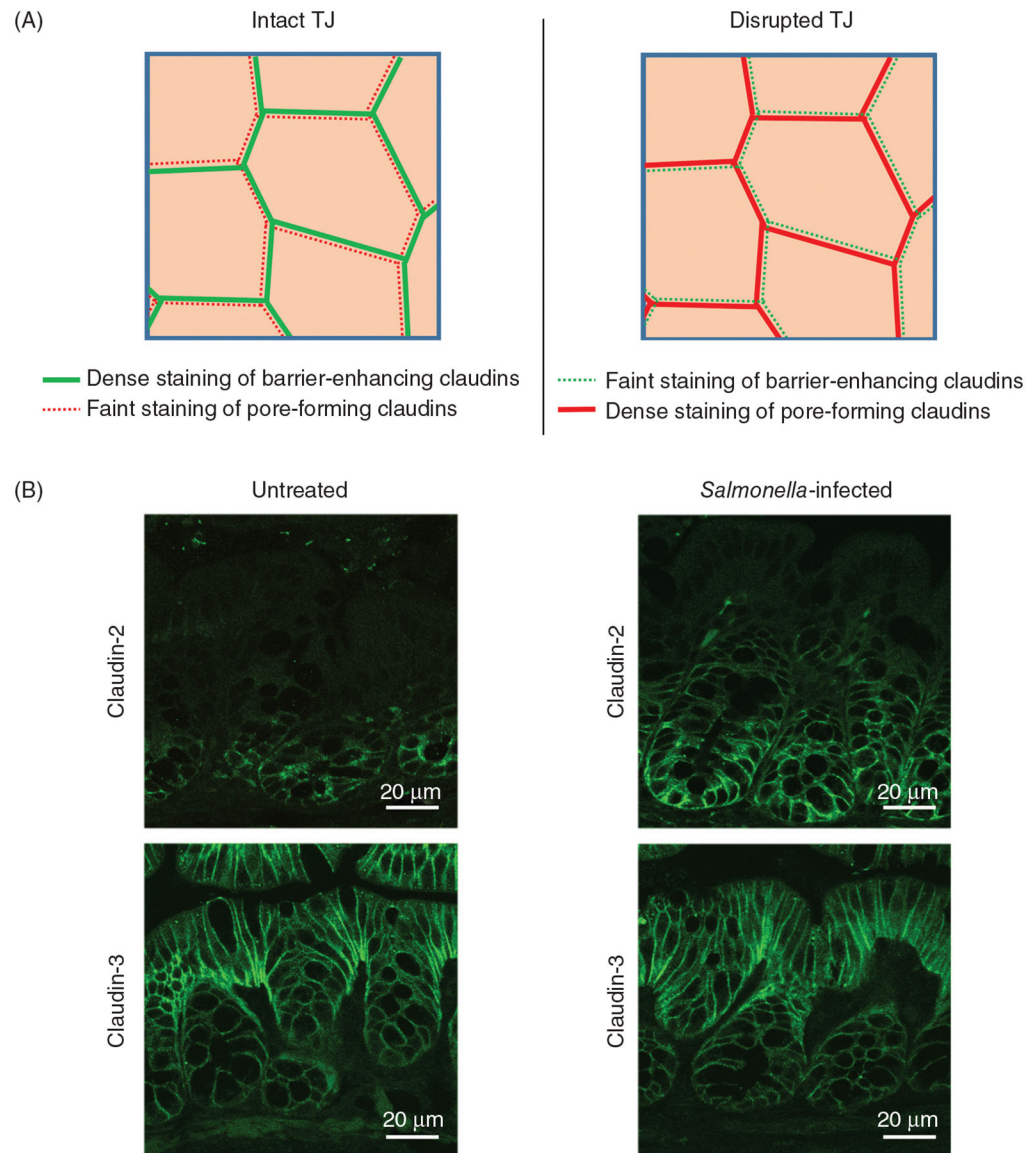 (A)
Intact TJ
Disrupted TJ
Dense staining of barrier-enhancing claudins
Faint staining of pore-forming claudins
Faint staining of barrier-enhancing claudins
Dense staining of pore-forming claudins
(B)
Untreated
Salmonella-infected
Claudin-2
20 μm
Claudin-2
20 μm
Claudin-3
20 μm
Claudin-3
20 μm